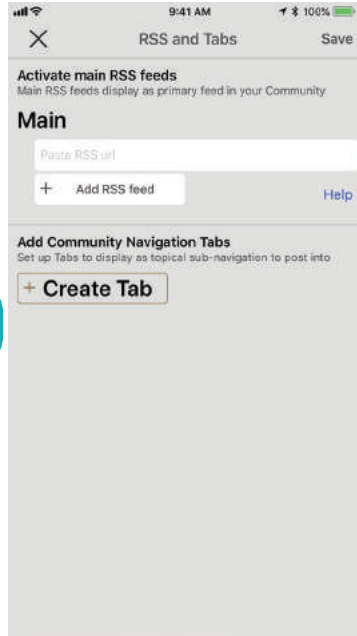 9:41 AM 100%
RSS and Tabs Save
Activate main RSS feeds
Main RSS feeds display as primary feed in your Community
Main
Paste RSS url
+ Add RSS feed
Help
Add Community Navigation Tabs
Set up Tabs to display as topical sub-navigation to post into
+ Create Tab